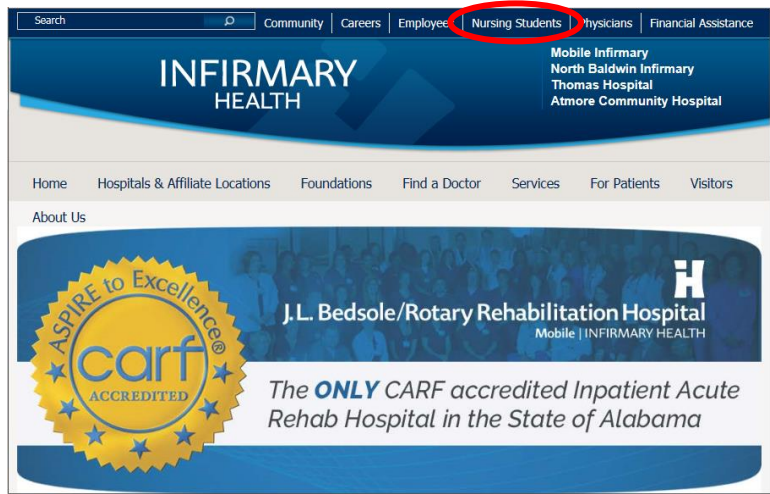 Search Community Careers Employee Nursing Students Physicians Financial Assistance
INFIRMARY
HEALTH
Mobile Infirmary
North Baldwin Infirmary
Thomas Hospital
Atmore Community Hospital
Home Hospitals & Affiliate Locations Foundations Find a Doctor Services For Patients Visitors
About Us
ASPIRE to Excellence®
carf
ACCREDITED
J.L. Bedsole/Rotary Rehabilitation Hospital
Mobile | INFIRMARY HEALTH
The ONLY CARF accredited Inpatient Acute
Rehab Hospital in the State of Alabama